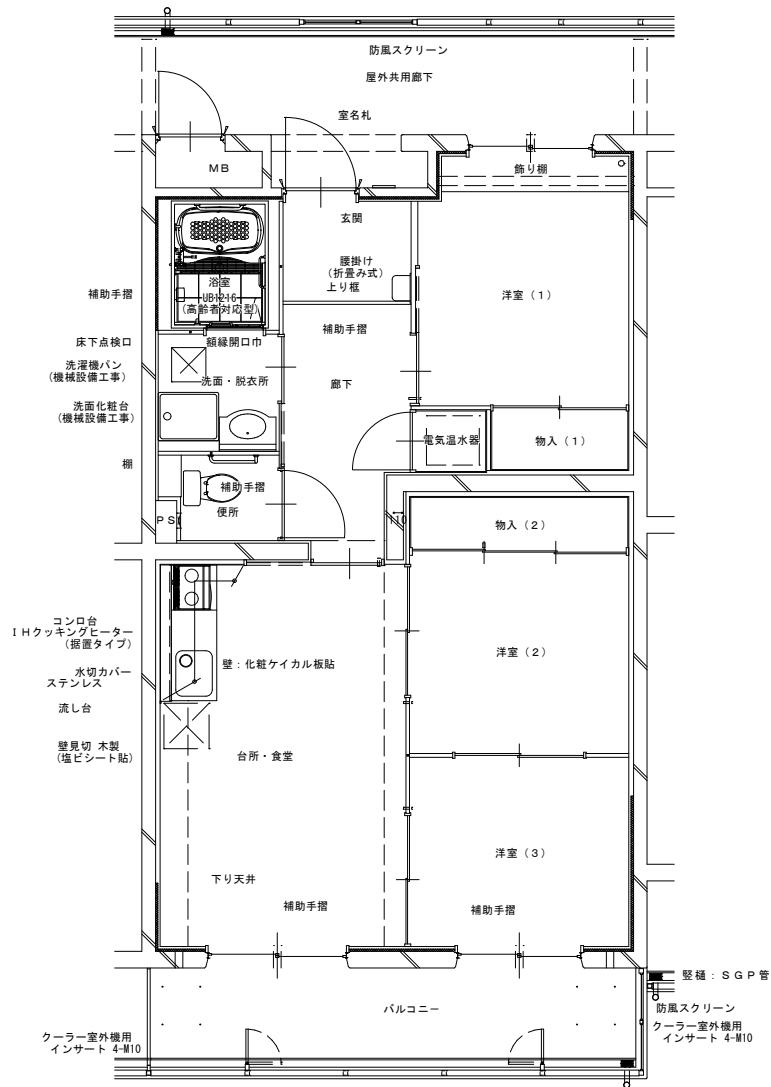 防風スクリーン
屋外共用廊下
室名札
MB
飾り棚
玄関
腰掛け
(折畳み式)
上り框
浴室
UB1216
(高齢者対応型)
洋室(1)
補助手摺
補助手摺
床下点検口
額縁開口巾
洗濯機パン
(機械設備工事)
洗面・脱衣所
廊下
洗面化粧台
(機械設備工事)
電気温水器
物入(1)
棚
補助手摺
便所
PS
110
物入(2)
コンロ台
IHクッキングヒーター
(据置タイプ)
水切カバー
ステンレス
流し台
壁:化粧ケイカル板貼
洋室(2)
壁見切 木製
(塩ビシート貼)
台所・食堂
洋室(3)
下り天井
補助手摺
補助手摺
竪樋:SGP管
バルコニー
防風スクリーン
クーラー室外機用
インサート 4-M10
クーラー室外機用
インサート 4-M10